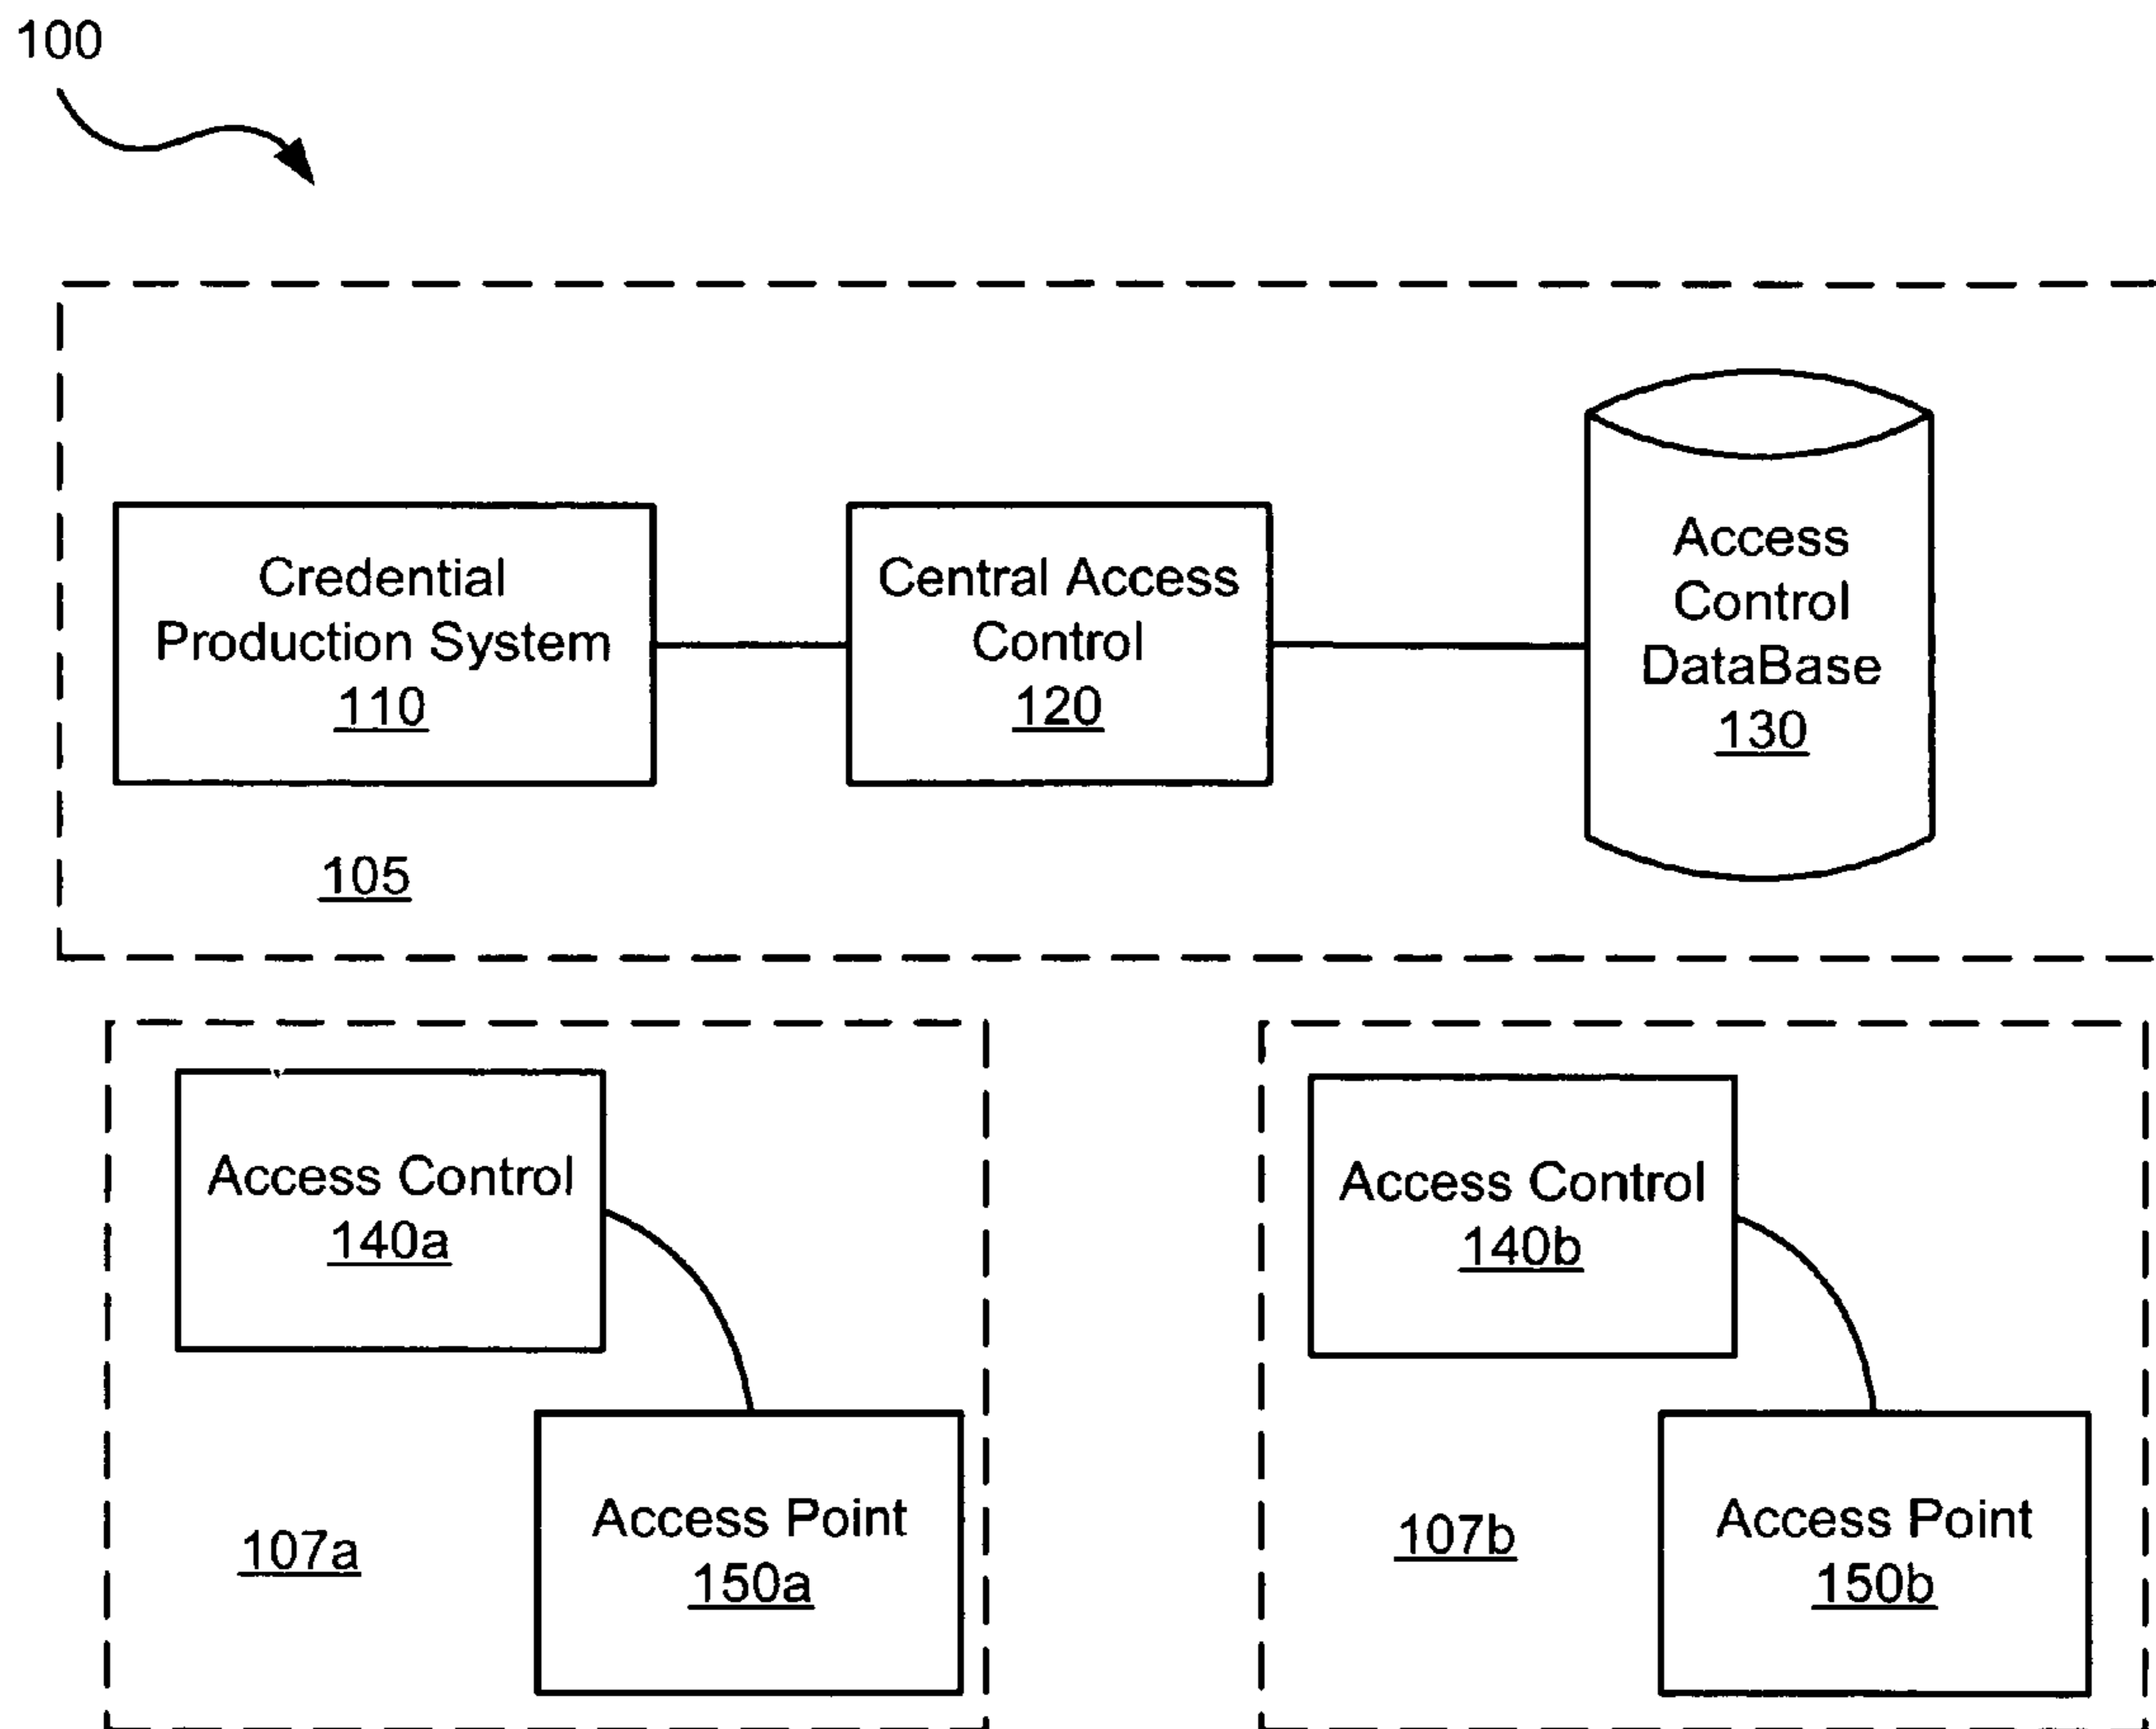 100
Credential
Production System
110
Central Access
Control
120
Access
Control
DataBase
130
105
Access Control
140a
Access Point
150a
107a
Access Control
140b
Access Point
150b
107b